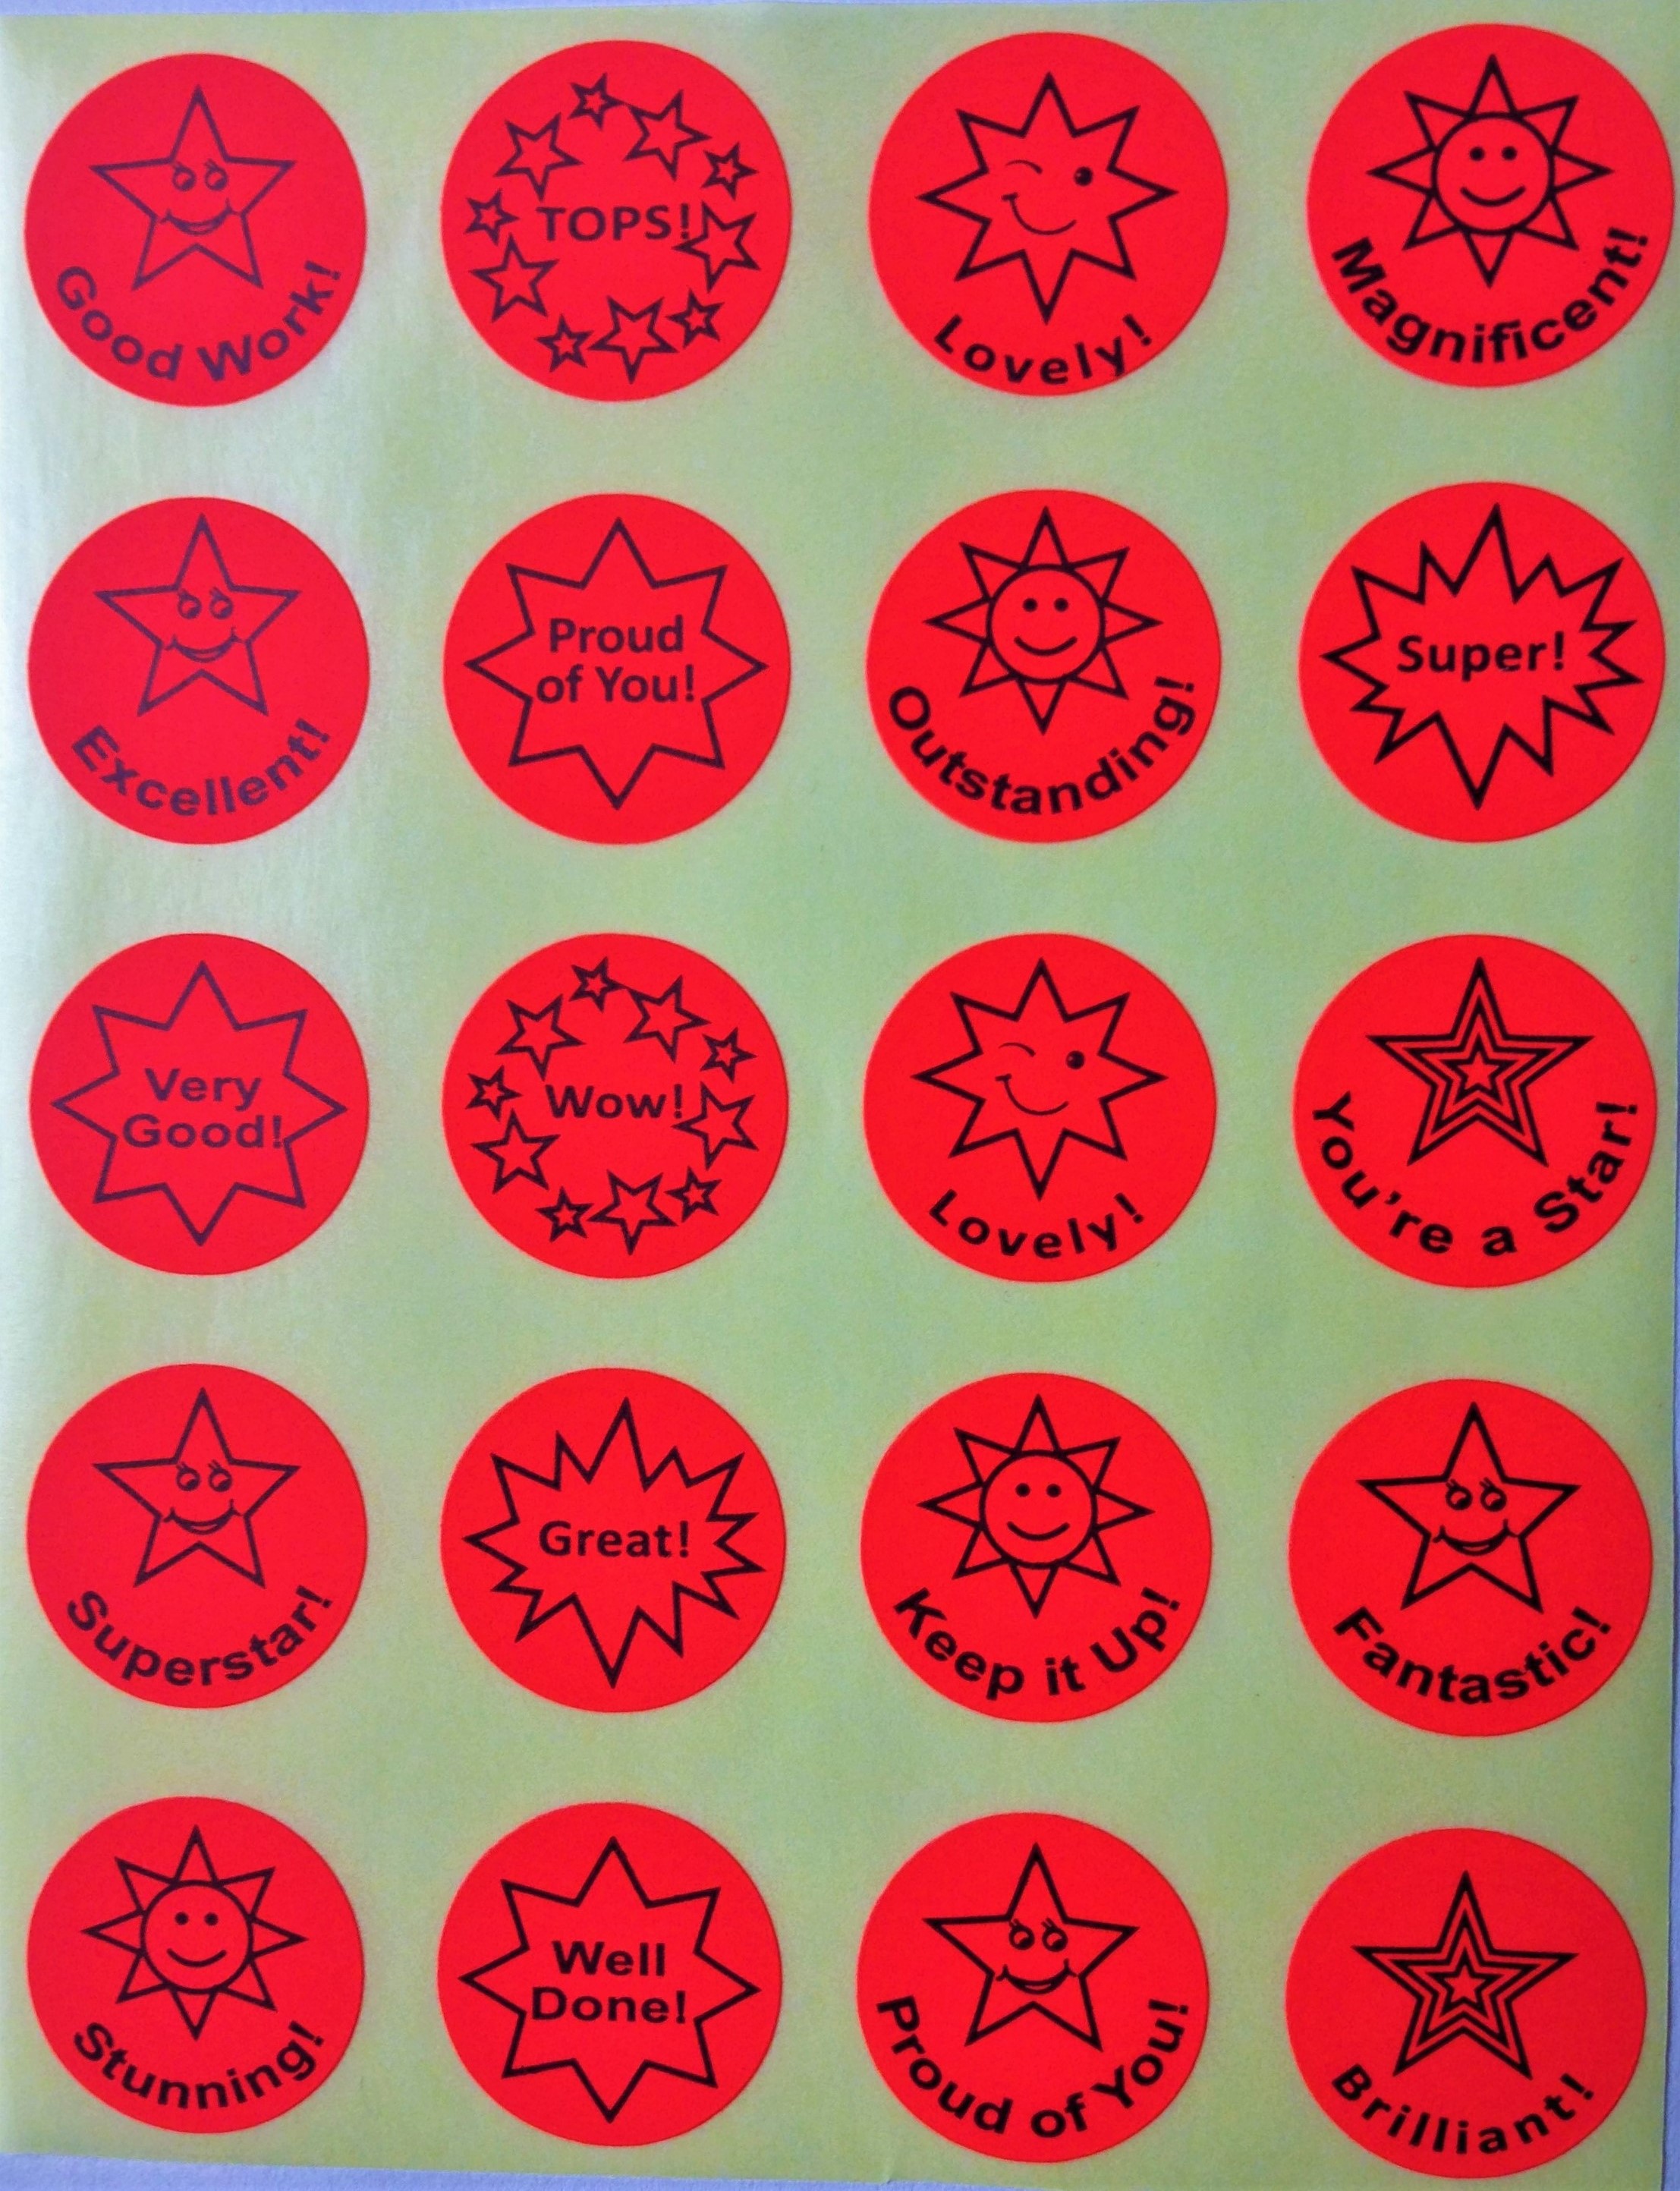 Good Work!
TOPS!
Lovely!
Magnificent!
Excellent!
Proud
of You!
Outstanding!
Super!
Very
Good!
Wow!
Lovely!
You're a Star!
Superstar!
Great!
Keep it Up!
Fantastic!
Stunning!
Well
Done!
Proud of You!
Brilliant!